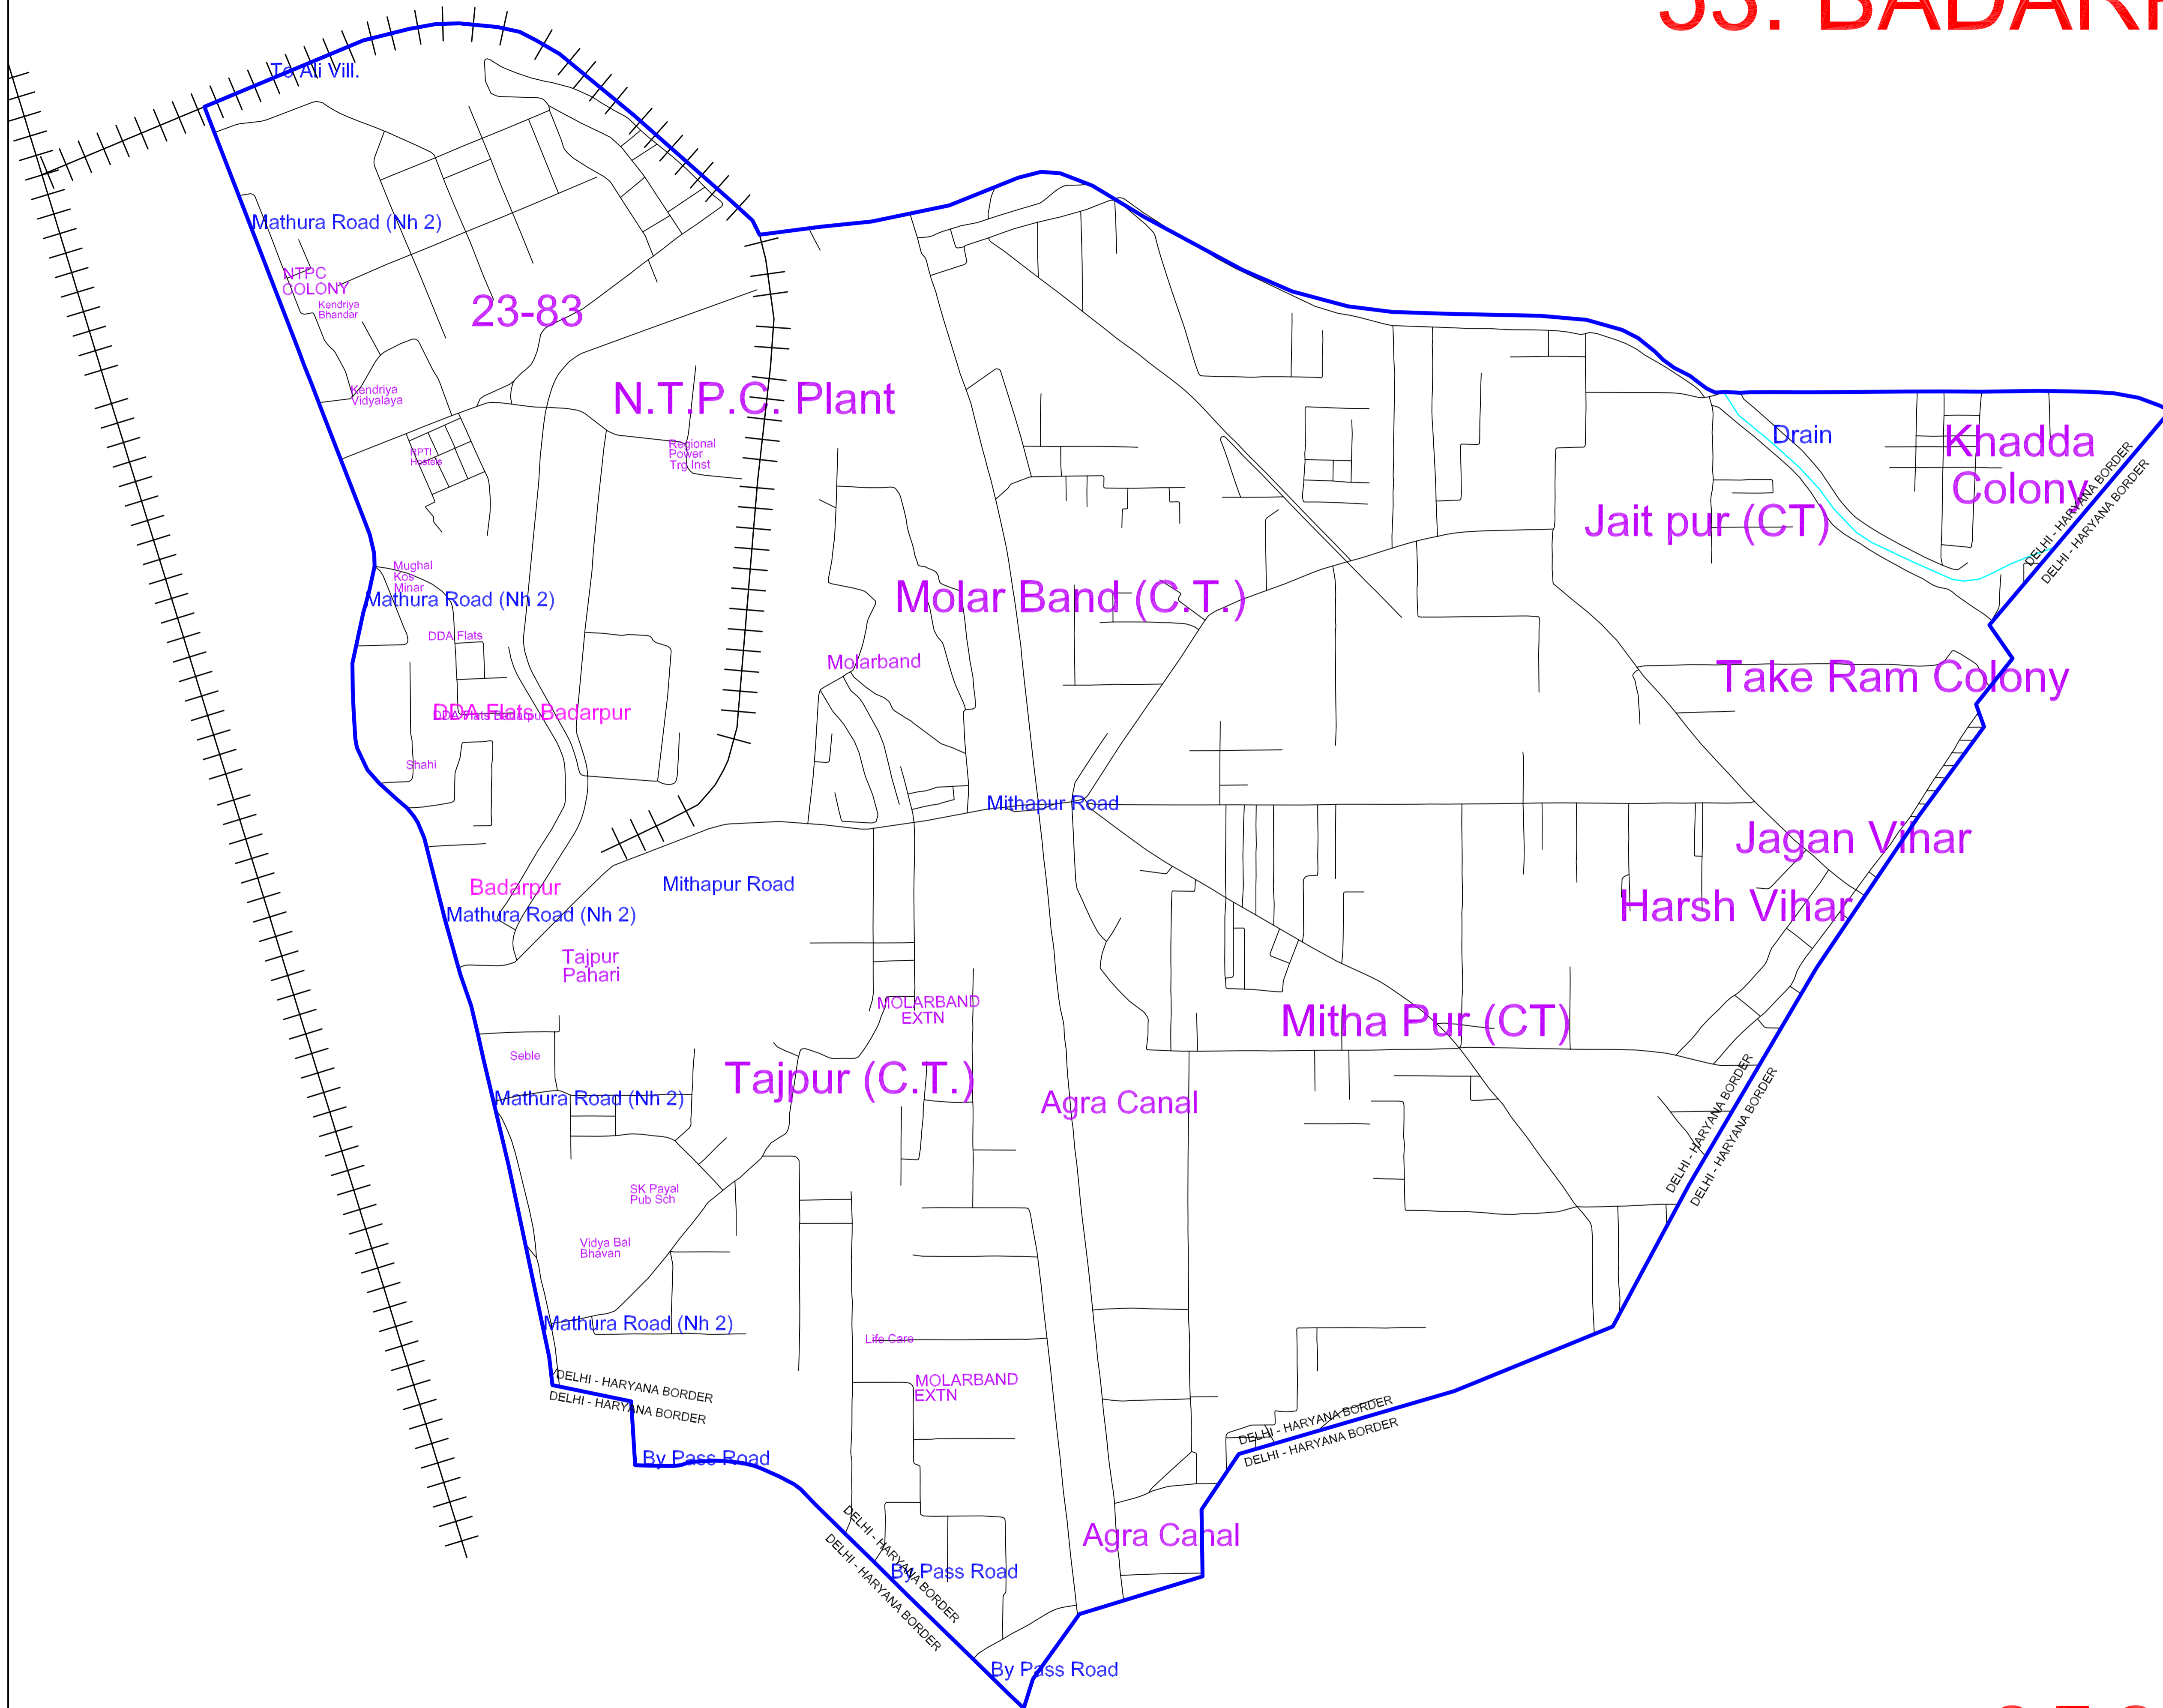 To Ali Vill.
Mathura Road (Nh 2)
NTPC
COLONY
Kendriya
Bhandar
23-83
Kendriya
Vidyalaya
N.T.P.C. Plant
RPTI
Hostels
Regional
Power
Trg Inst
Drain
Khadda
Colony
DELHI - HARYANA BORDER
DELHI - HARYANA BORDER
Jait pur (CT)
Mughal
Kos
Minar
Mathura Road (Nh 2)
Molar Band (C.T.)
DDA Flats
Molarband
Take Ram Colony
DDA Flats Badarpur
DDA Flats Badarpur
Shahi
Mithapur Road
Jagan Vihar
Badarpur
Mithapur Road
Harsh Vihar
Mathura Road (Nh 2)
Tajpur
Pahari
MOLARBAND
EXTN
Mitha Pur (CT)
Seble
Tajpur (C.T.)
Mathura Road (Nh 2)
Agra Canal
DELHI - HARYANA BORDER
DELHI - HARYANA BORDER
SK Payal
Pub Sch
Vidya Bal
Bhavan
Mathura Road (Nh 2)
Life Care
DELHI - HARYANA BORDER
DELHI - HARYANA BORDER
MOLARBAND
EXTN
DELHI - HARYANA BORDER
DELHI - HARYANA BORDER
By Pass Road
Agra Canal
DELHI - HARYANA BORDER
DELHI - HARYANA BORDER
By Pass Road
By Pass Road